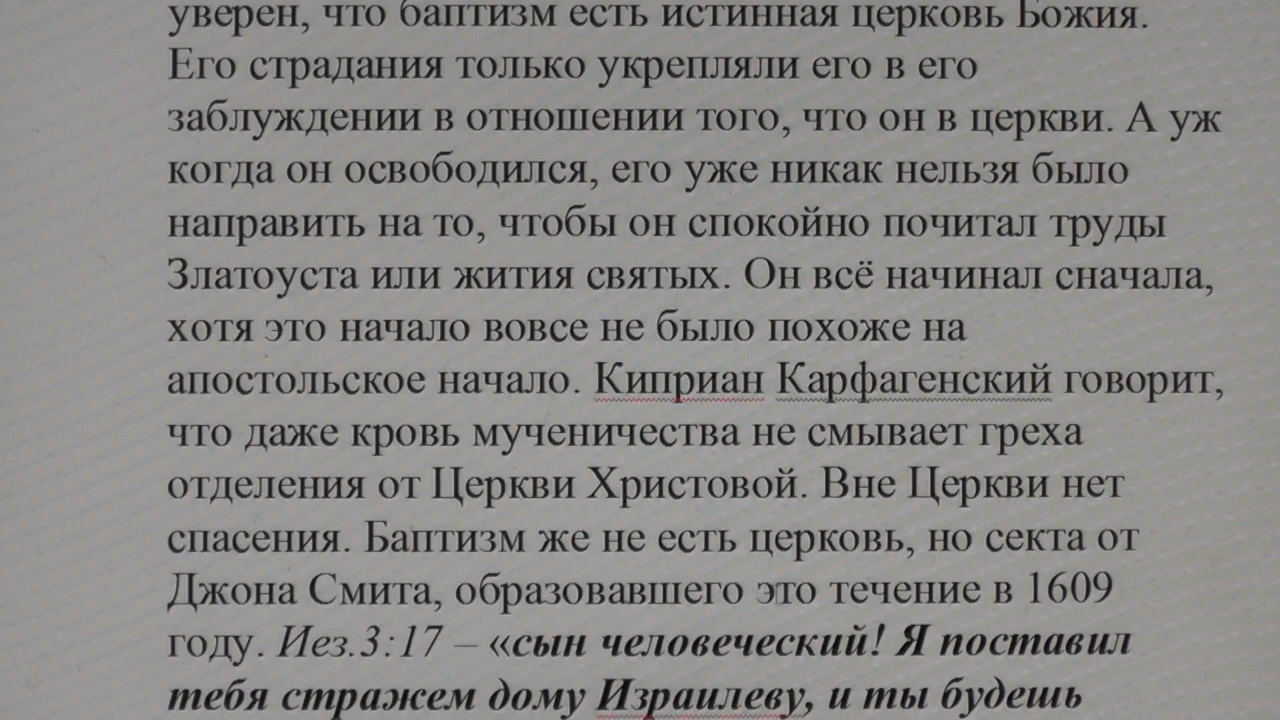 уверен, что баптизм есть истинная церковь Божия.
Его страдания только укрепляли его в его
заблуждении в отношении того, что он в церкви. А уж
когда он освободился, его уже никак нельзя было
направить на то, чтобы он спокойно почитал труды
Златоуста или жития святых. Он всё начинал сначала,
хотя это начало вовсе не было похоже на
апостольское начало. Киприан Карфагенский говорит,
что даже кровь мученичества не смывает греха
отделения от Церкви Христовой. Вне Церкви нет
спасения. Баптизм же не есть церковь, но секта от
Джона Смита, образовавшего это течение в 1609
году. Иез.3:17 – «сын человеческий! Я поставил
тебя стражем дому Израилеву, и ты будешь